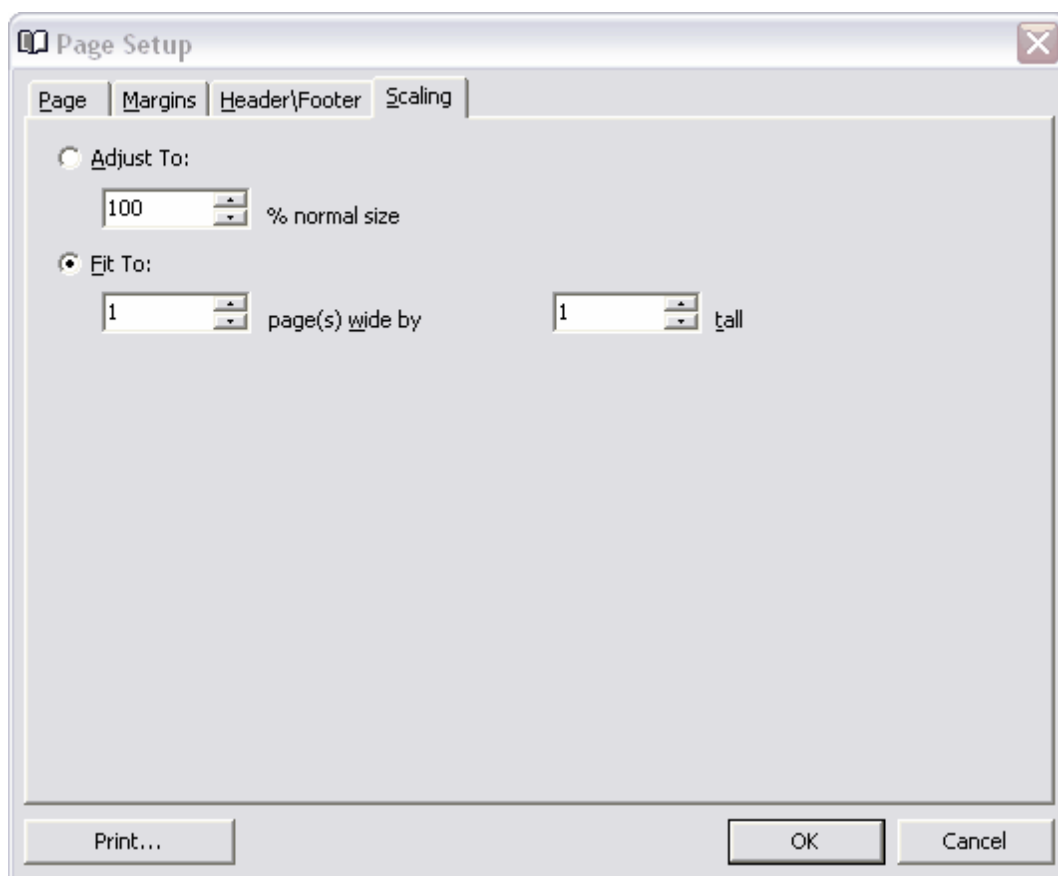 Page Setup
Page Margins Header\Footer Scaling
Adjust To:
100 % normal size
Fit To:
1 page(s) wide by 1 tall
Print... OK Cancel